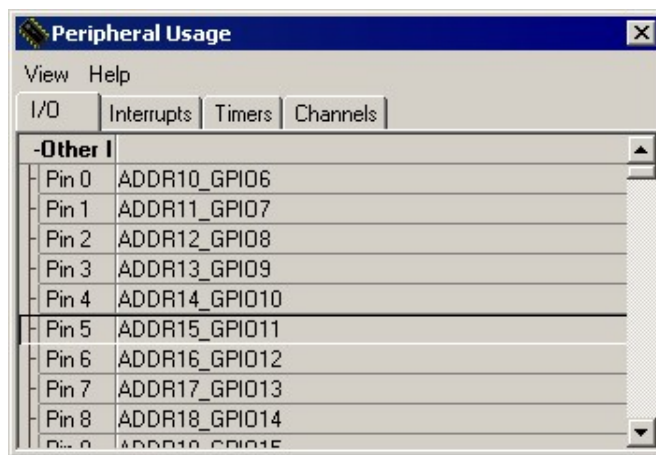 Peripheral Usage
View Help
I/O Interrupts Timers Channels
-Other I
Pin 0 ADDR10_GPIO6
Pin 1 ADDR11_GPIO7
Pin 2 ADDR12_GPIO8
Pin 3 ADDR13_GPIO9
Pin 4 ADDR14_GPIO10
Pin 5 ADDR15_GPIO11
Pin 6 ADDR16_GPIO12
Pin 7 ADDR17_GPIO13
Pin 8 ADDR18_GPIO14